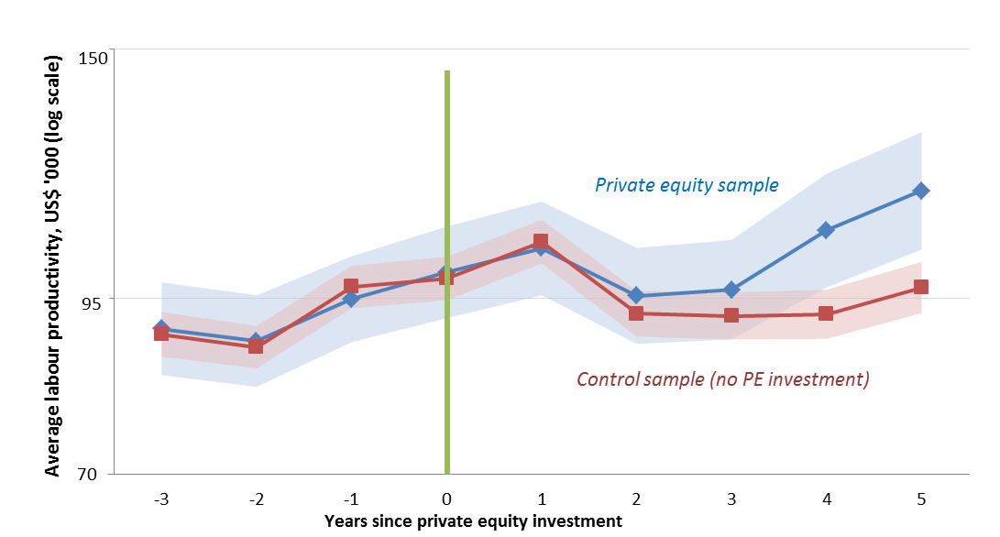 150
Average labour productivity, US$ '000 (log scale)
Private equity sample
95
Control sample (no PE investment)
70
-3 -2 -1 0 1 2 3 4 5
Years since private equity investment